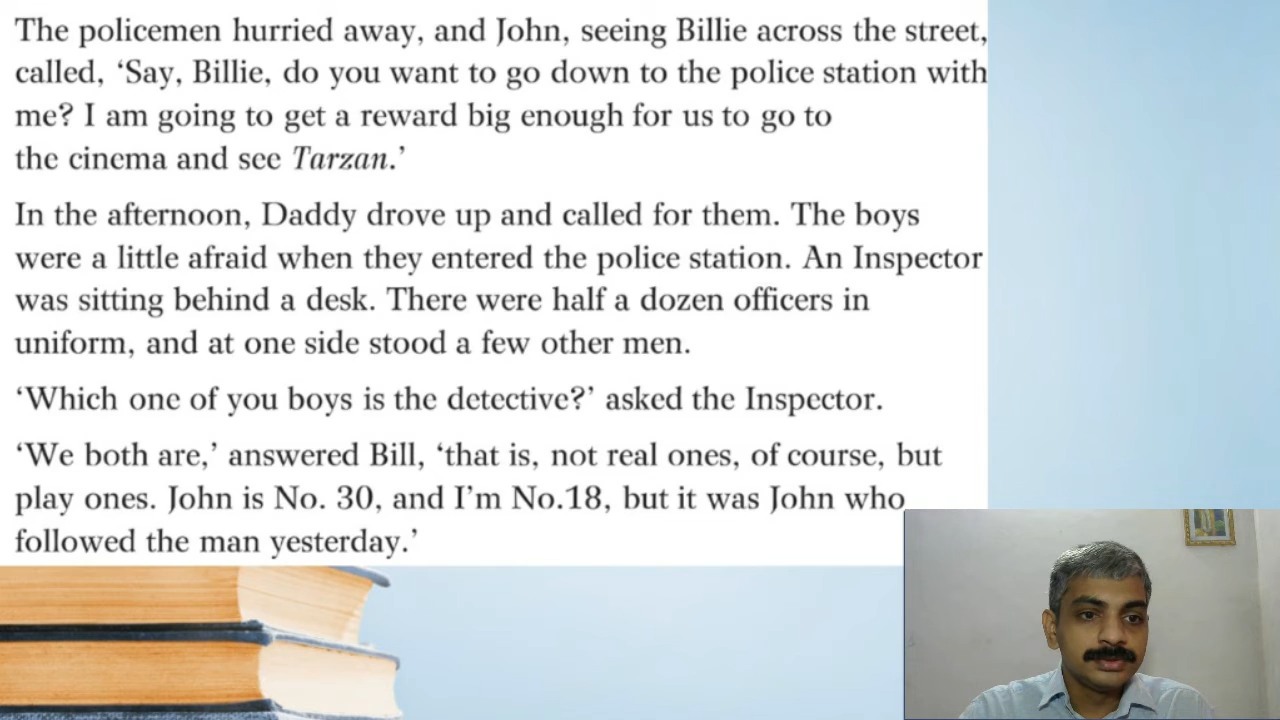 The policemen hurried away, and John, seeing Billie across the street,
called, ‘Say, Billie, do you want to go down to the police station with
me? I am going to get a reward big enough for us to go to
the cinema and see Tarzan.’
In the afternoon, Daddy drove up and called for them. The boys
were a little afraid when they entered the police station. An Inspector
was sitting behind a desk. There were half a dozen officers in
uniform, and at one side stood a few other men.
‘Which one of you boys is the detective?’ asked the Inspector.
‘We both are,’ answered Bill, ‘that is, not real ones, of course, but
play ones. John is No. 30, and I’m No.18, but it was John who
followed the man yesterday.’